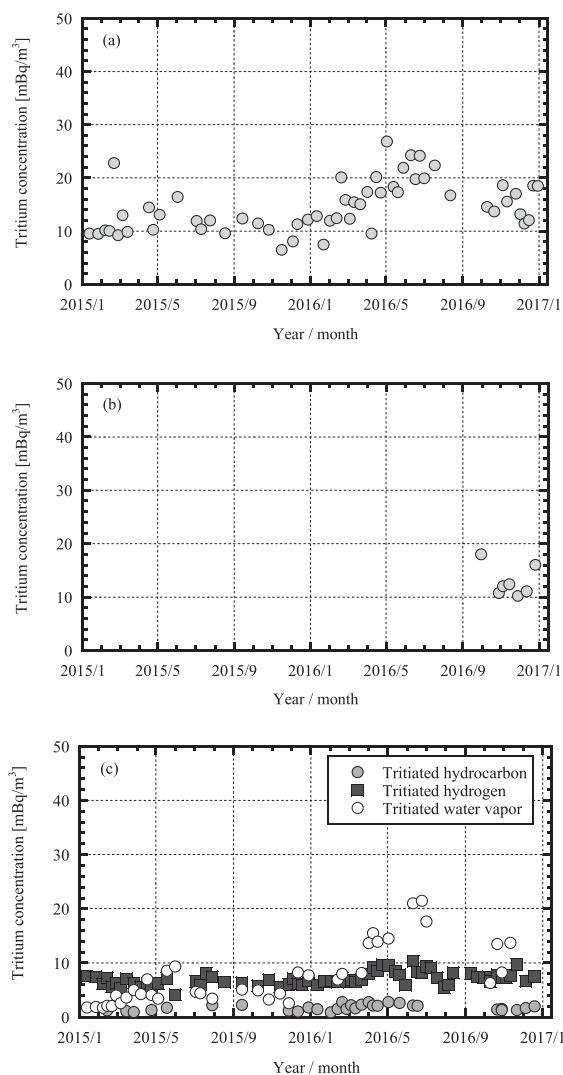 50
(a)
40
30
20
10
0
Tritium concentration [mBq/m³]
2015/1 2015/5 2015/9 2016/1 2016/5 2016/9 2017/1
Year / month
50
(b)
40
30
20
10
0
Tritium concentration [mBq/m³]
2015/1 2015/5 2015/9 2016/1 2016/5 2016/9 2017/1
Year / month
50
(c)
Tritiated hydrocarbon
Tritiated hydrogen
Tritiated water vapor
40
30
20
10
0
Tritium concentration [mBq/m³]
2015/1 2015/5 2015/9 2016/1 2016/5 2016/9 2017/1
Year / month